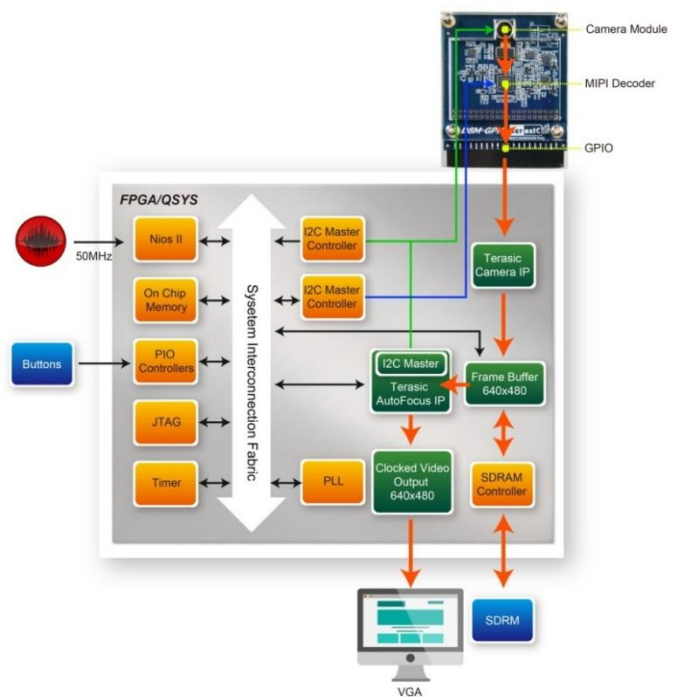 Camera Module
MIPI Decoder
GPIO
FPGA/QSYS
50MHz
Nios II
I2C Master
Controller
Terasic
Camera IP
On Chip
Memory
I2C Master
Controller
Sysetem Interconnection Fabric
Buttons
PIO
Controllers
I2C Master
Terasic
AutoFocus IP
Frame Buffer
640x480
JTAG
Timer
PLL
Clocked Video
Output
640x480
SDRAM
Controller
SDRM
VGA